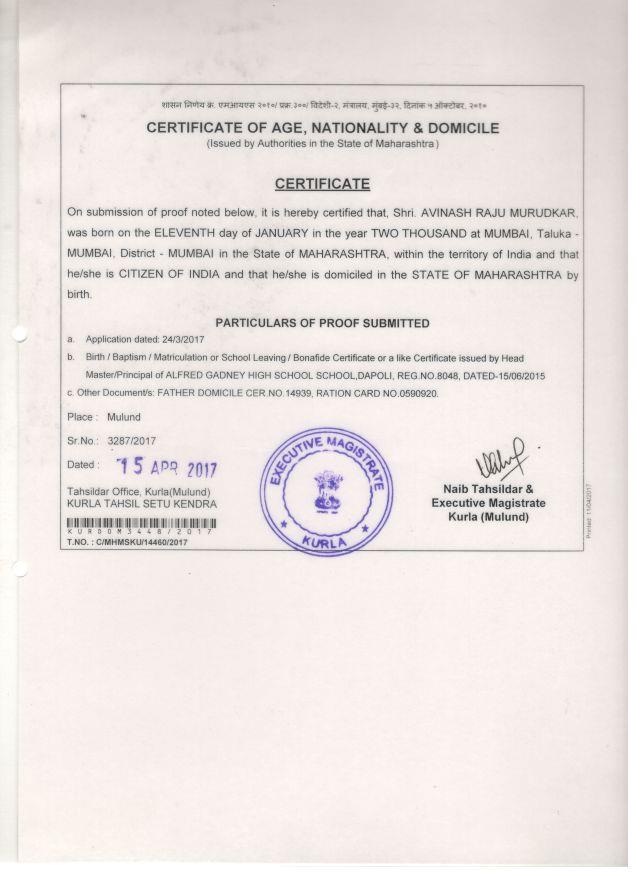 शासन निर्णय क्र. एमआयएस २०१०/ प्रक्र.३००/ विदेशी-२, मंत्रालय, मुंबई-३२, दिनांक ५ ऑक्टोबर, २०१०
CERTIFICATE OF AGE, NATIONALITY & DOMICILE
(Issued by Authorities in the State of Maharashtra)
CERTIFICATE
On submission of proof noted below, it is hereby certified that, Shri. AVINASH RAJU MURUDKAR,
was born on the ELEVENTH day of JANUARY in the year TWO THOUSAND at MUMBAI, Taluka -
MUMBAI, District - MUMBAI in the State of MAHARASHTRA, within the territory of India and that
he/she is CITIZEN OF INDIA and that he/she is domiciled in the STATE OF MAHARASHTRA by
birth.
PARTICULARS OF PROOF SUBMITTED
a. Application dated: 24/3/2017
b. Birth / Baptism / Matriculation or School Leaving / Bonafide Certificate or a like Certificate issued by Head
Master/Principal of ALFRED GADNEY HIGH SCHOOL SCHOOL,DAPOLI, REG.NO.8048, DATED-15/06/2015
c. Other Document/s: FATHER DOMICILE CER.NO.14939, RATION CARD NO.0590920.
Place : Mulund
Sr.No.: 3287/2017
Dated : 15 APR 2017
Tahsildar Office, Kurla(Mulund)
KURLA TAHSIL SETU KENDRA
KURDOM3448/2017
T.NO. : C/MHMSKU/14460/2017
EXECUTIVE MAGISTRATE
KURLA
Naib Tahsildar &
Executive Magistrate
Kurla (Mulund)
Printed: 11/04/2017